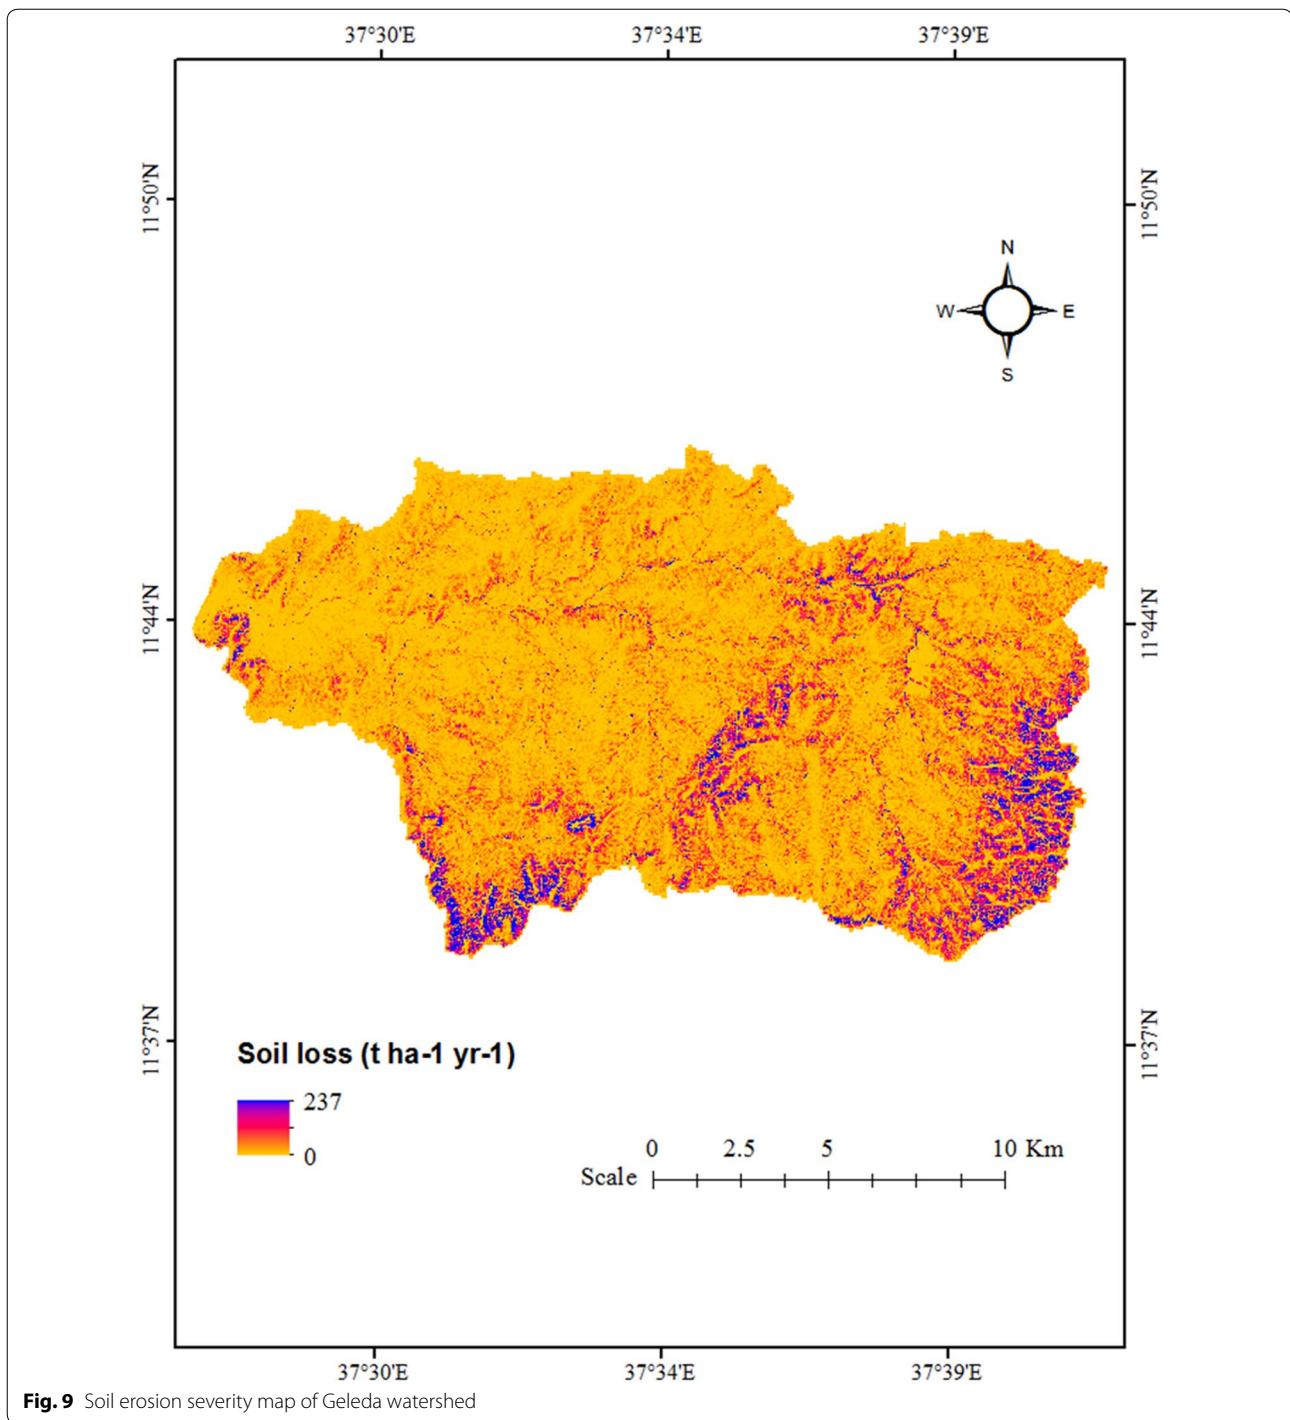 37°30'E 37°34'E 37°39'E
11°50'N 11°50'N
N
W E
S
11°44'N 11°44'N
11°37'N 11°37'N
Soil loss (t ha-1 yr-1)
237
0
0 2.5 5 10 Km
Scale
37°30'E 37°34'E 37°39'E
Fig. 9 Soil erosion severity map of Geleda watershed